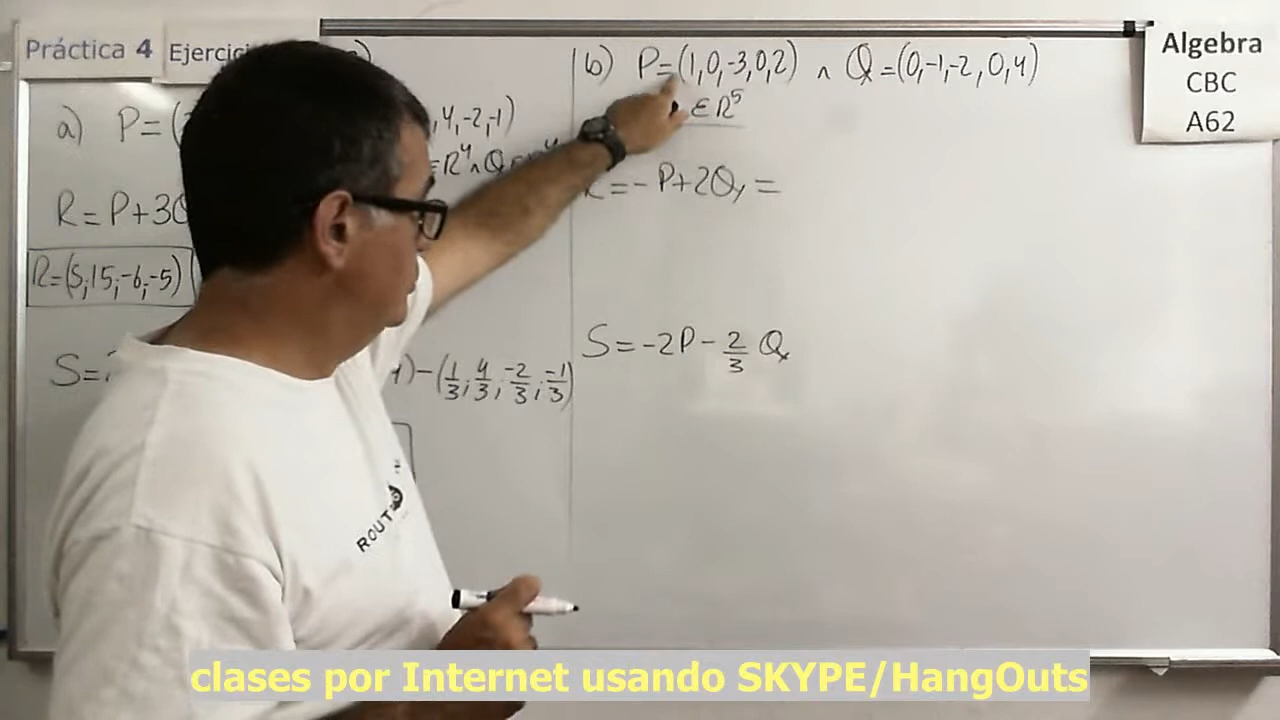 Práctica 4
a) P=(
,4,-2,-1)
R=P+3Q
R=(5;15;-6;-5)
)-(1/3;4/3;-2/3;-1/3)
b) P=(1,0,-3,0,2) ∧ Q=(0,-1,-2,0,4)
∈R⁵
=-P+2Q=
S=-2P-2/3 Q
Algebra
CBC
A62
ROUT
clases por Internet usando SKYPE/HangOuts